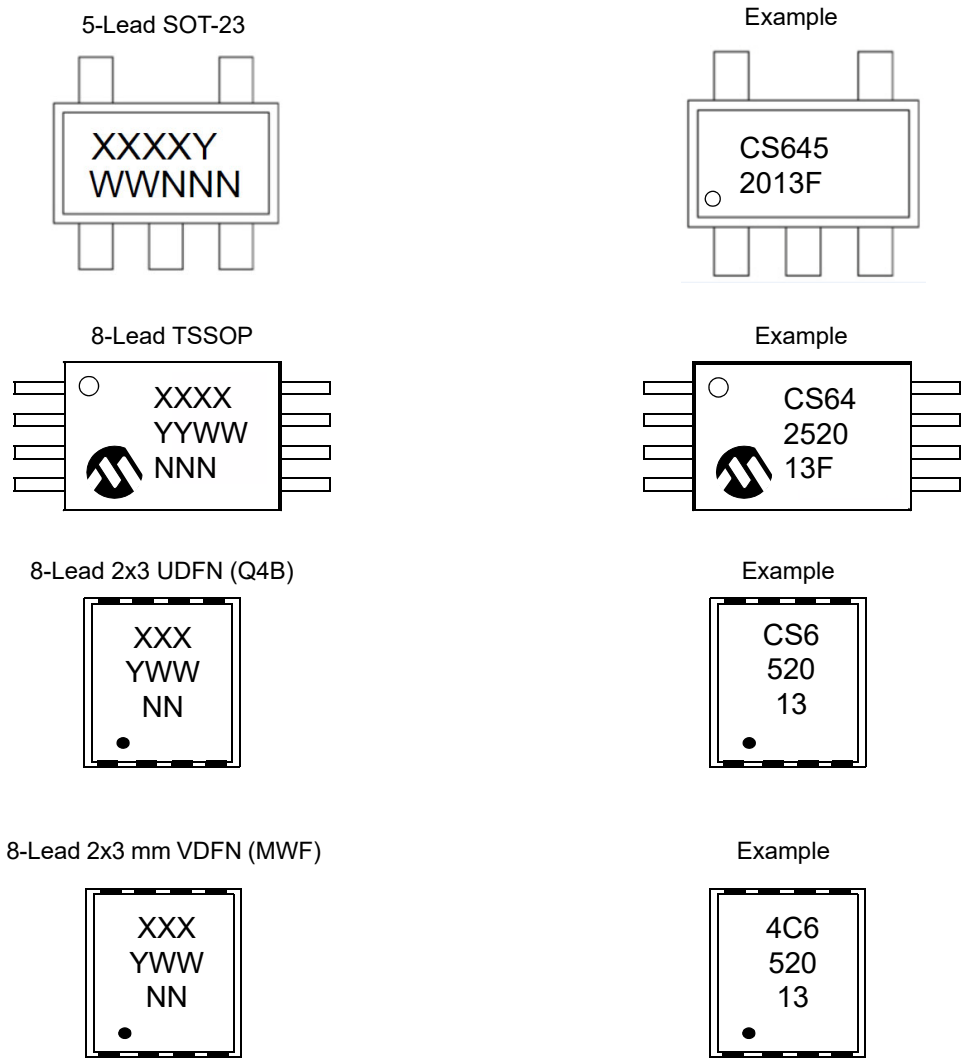 5-Lead SOT-23
Example
XXXXY
WWNNN
CS645
2013F
8-Lead TSSOP
Example
XXXX
YYWW
NNN
CS64
2520
13F
8-Lead 2x3 UDFN (Q4B)
Example
XXX
YWW
NN
CS6
520
13
8-Lead 2x3 mm VDFN (MWF)
Example
XXX
YWW
NN
4C6
520
13